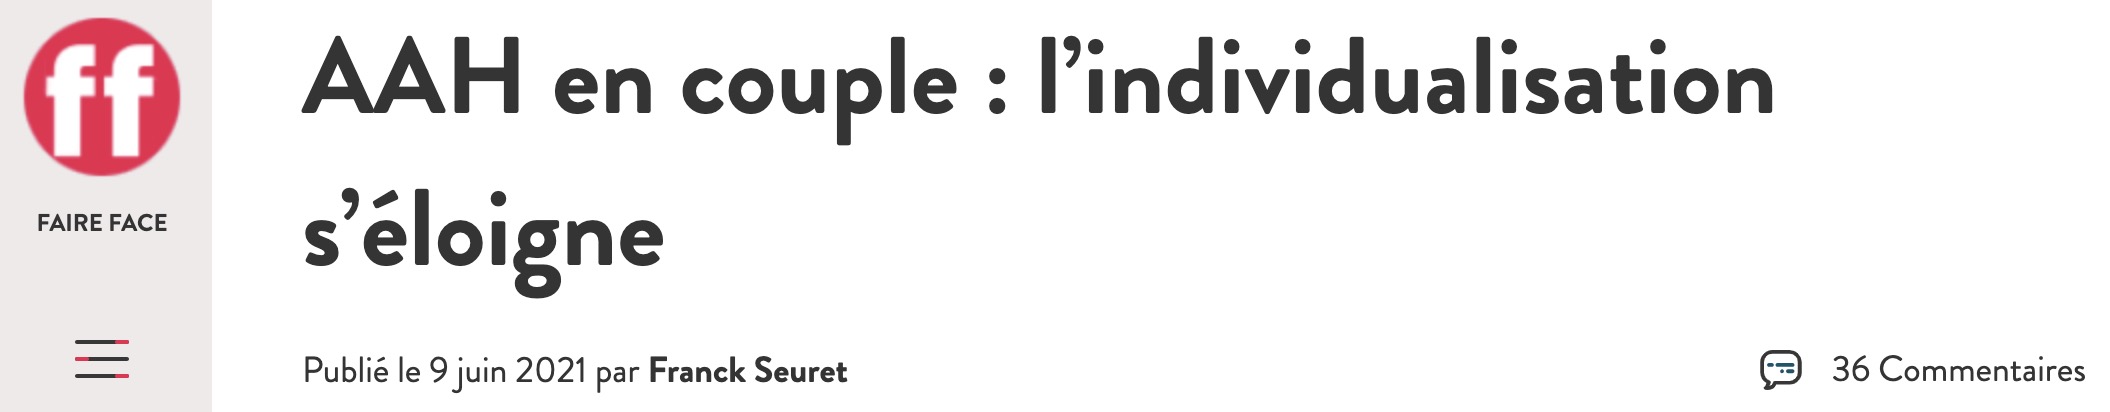 ff
FAIRE FACE
AAH en couple : l’individualisation
s’éloigne
Publié le 9 juin 2021 par Franck Seuret
36 Commentaires